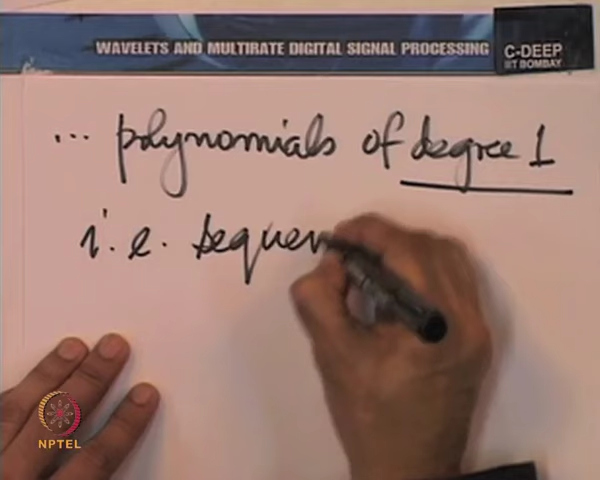 WAVELETS AND MULTIRATE DIGITAL SIGNAL PROCESSING
C-DEEP
IIT BOMBAY
... polynomials of degree 1
i.e. sequen
NPTEL